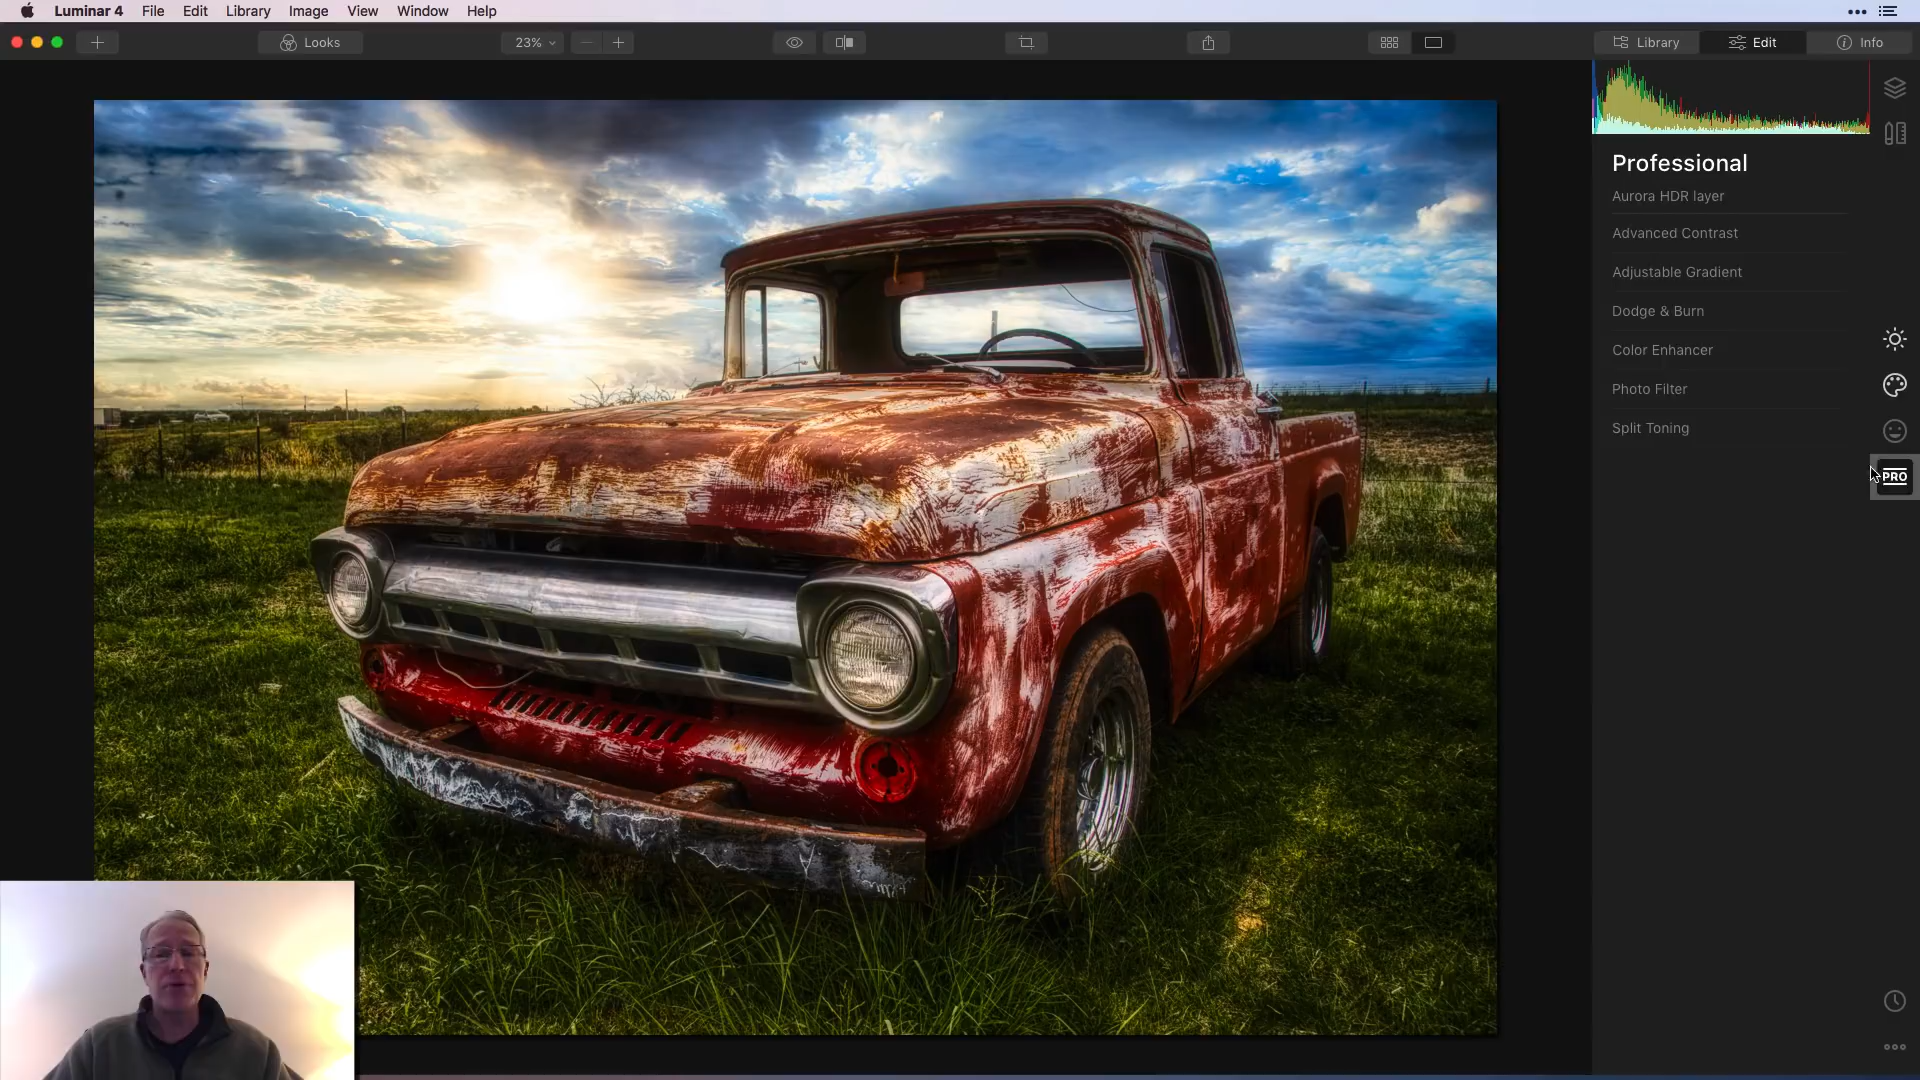 Luminar 4 File Edit Library Image View Window Help
Looks 23% Library Edit Info
Professional
Aurora HDR layer
Advanced Contrast
Adjustable Gradient
Dodge & Burn
Color Enhancer
Photo Filter
Split Toning
PRO